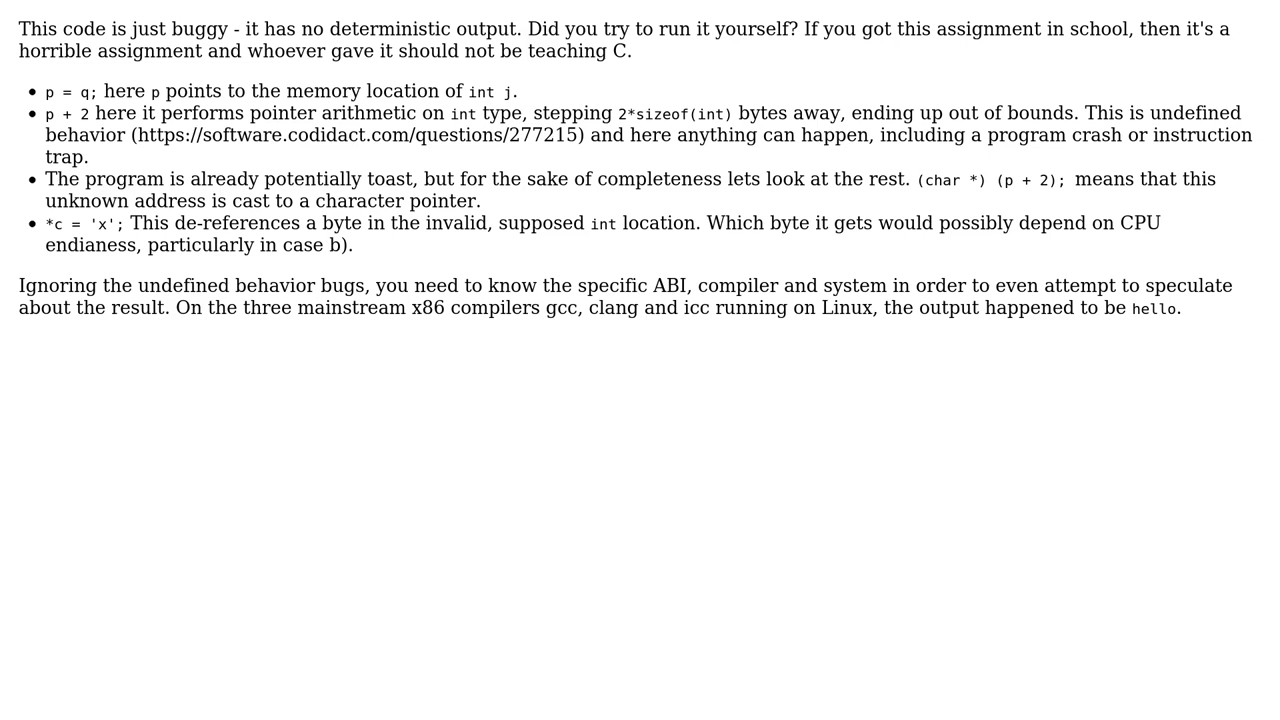 This code is just buggy - it has no deterministic output. Did you try to run it yourself? If you got this assignment in school, then it's a
horrible assignment and whoever gave it should not be teaching C.
• p = q; here p points to the memory location of int j.
• p + 2 here it performs pointer arithmetic on int type, stepping 2*sizeof(int) bytes away, ending up out of bounds. This is undefined
behavior (https://software.codidact.com/questions/277215) and here anything can happen, including a program crash or instruction
trap.
• The program is already potentially toast, but for the sake of completeness lets look at the rest. (char *) (p + 2); means that this
unknown address is cast to a character pointer.
• *c = 'x'; This de-references a byte in the invalid, supposed int location. Which byte it gets would possibly depend on CPU
endianess, particularly in case b).
Ignoring the undefined behavior bugs, you need to know the specific ABI, compiler and system in order to even attempt to speculate
about the result. On the three mainstream x86 compilers gcc, clang and icc running on Linux, the output happened to be hello.